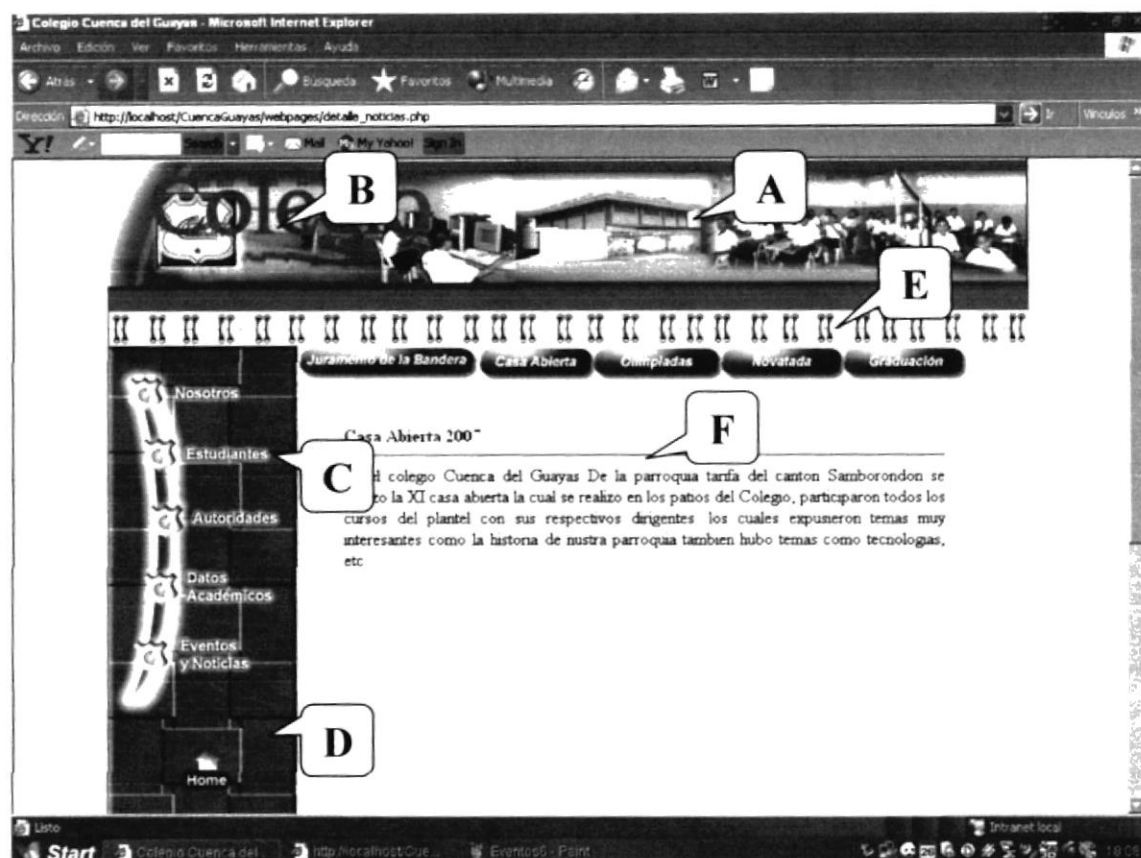 Colegio Cuenca del Guayas - Microsoft Internet Explorer
Archivo Edición Ver Favoritos Herramientas Ayuda
Atrás Búsqueda Favoritos Multimedia
Dirección http://localhost/CuencaGuayas/webpages/detalle_noticias.php Ir Vínculos
Y! Search Mail My Yahoo! Sign In
B
A
E
Juramento de la Bandera Casa Abierta Olimpiadas Novatada Graduación
Nosotros
Estudiantes
Autoridades
Datos
Académicos
Eventos
y Noticias
Home
C
D
F
Casa Abierta 200
el colegio Cuenca del Guayas De la parroquia tarifa del canton Samborondon se
zo la XI casa abierta la cual se realizo en los patios del Colegio, participaron todos los
cursos del plantel con sus respectivos dirigentes los cuales expusieron temas muy
interesantes como la historia de nustra parroquia tambien hubo temas como tecnologias,
etc
Listo Intranet local
Start Colegio Cuenca del... http://localhost/Cue... Eventos6 - Paint 18:09